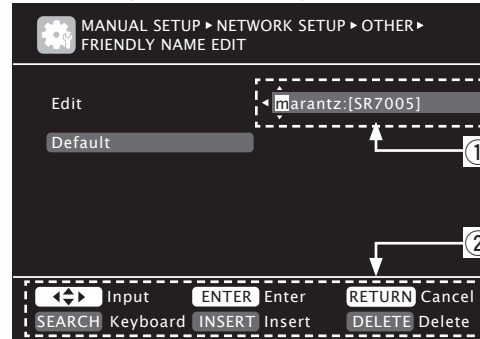 MANUAL SETUP ▸ NETWORK SETUP ▸ OTHER ▸
FRIENDLY NAME EDIT
Edit
marantz:[SR7005]
Default
①
②
Input ENTER Enter RETURN Cancel
SEARCH Keyboard INSERT Insert DELETE Delete